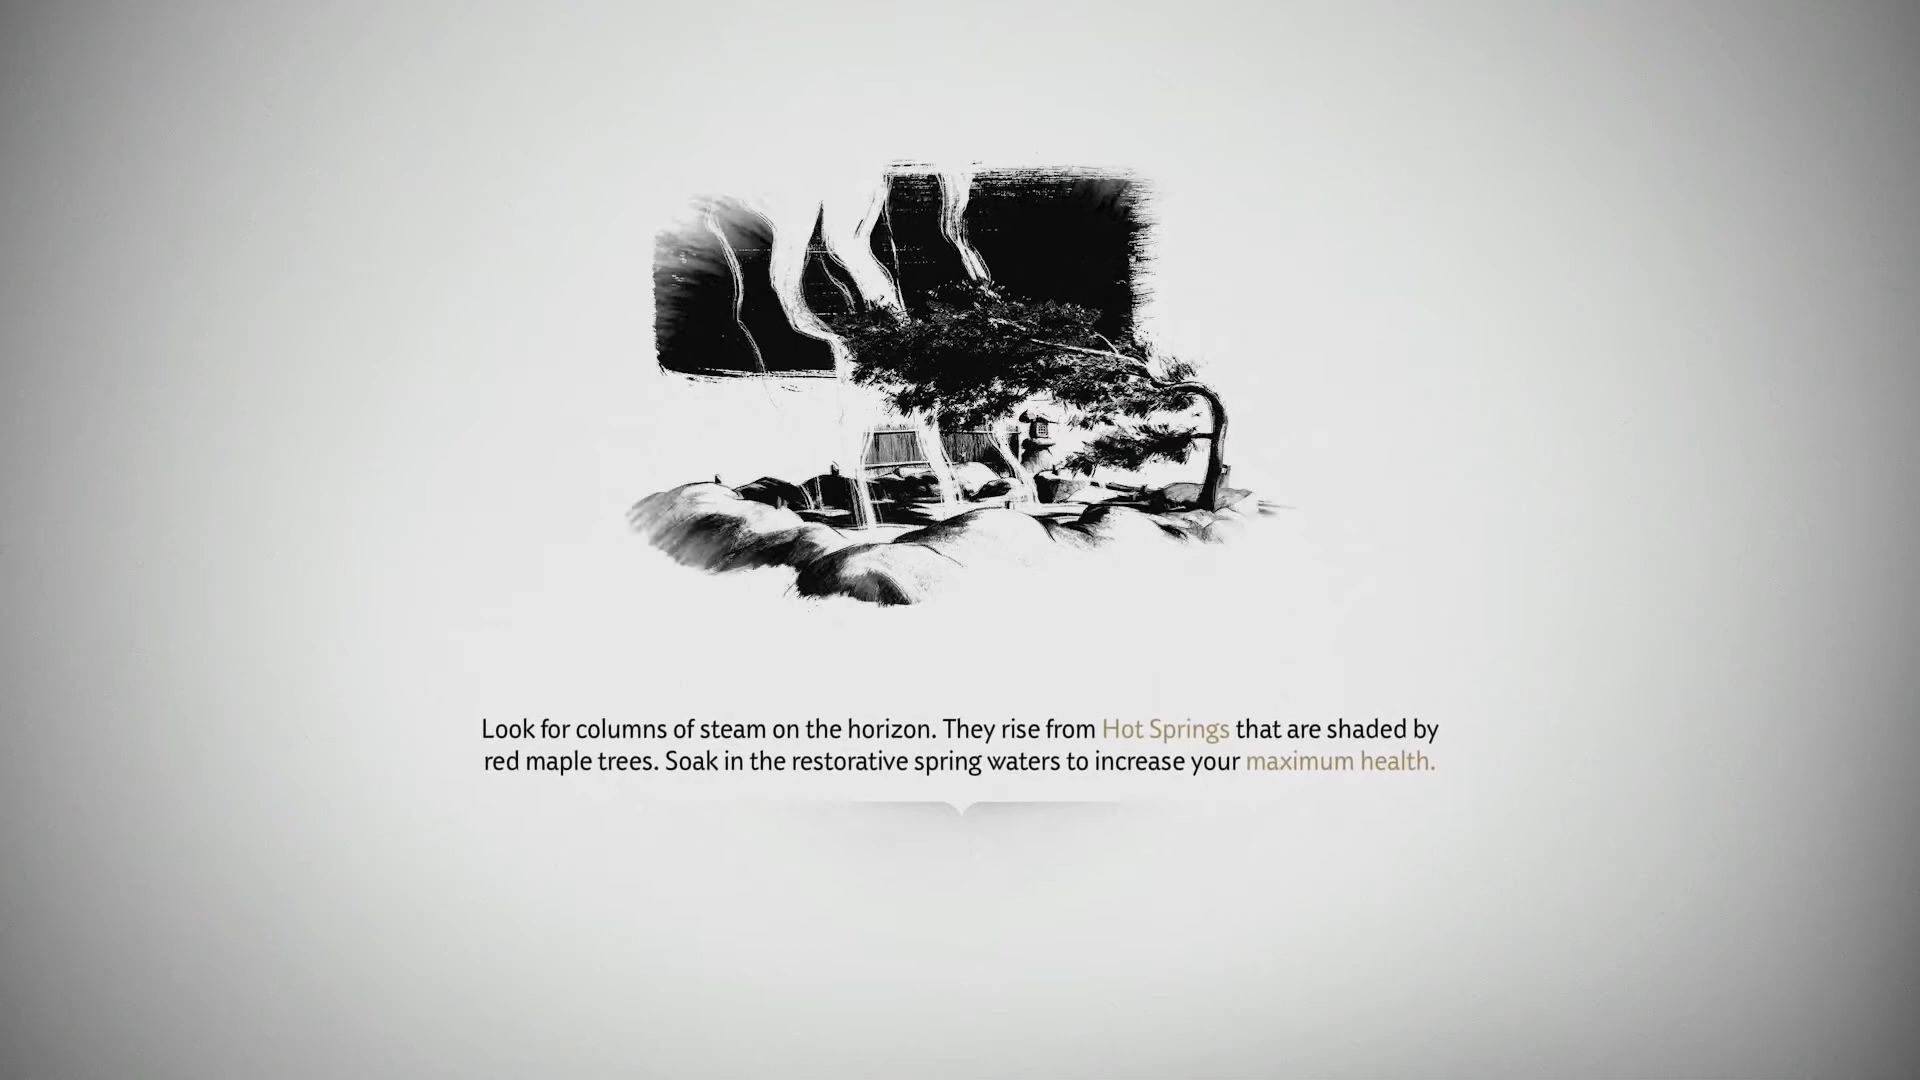 Look for columns of steam on the horizon. They rise from Hot Springs that are shaded by
red maple trees. Soak in the restorative spring waters to increase your maximum health.